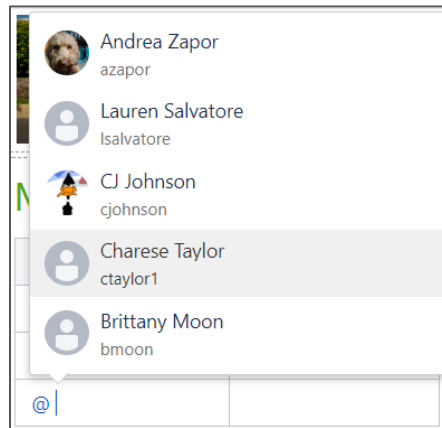 Andrea Zapor
azapor
Lauren Salvatore
lsalvatore
CJ Johnson
cjohnson
Charese Taylor
ctaylor1
Brittany Moon
bmoon
@